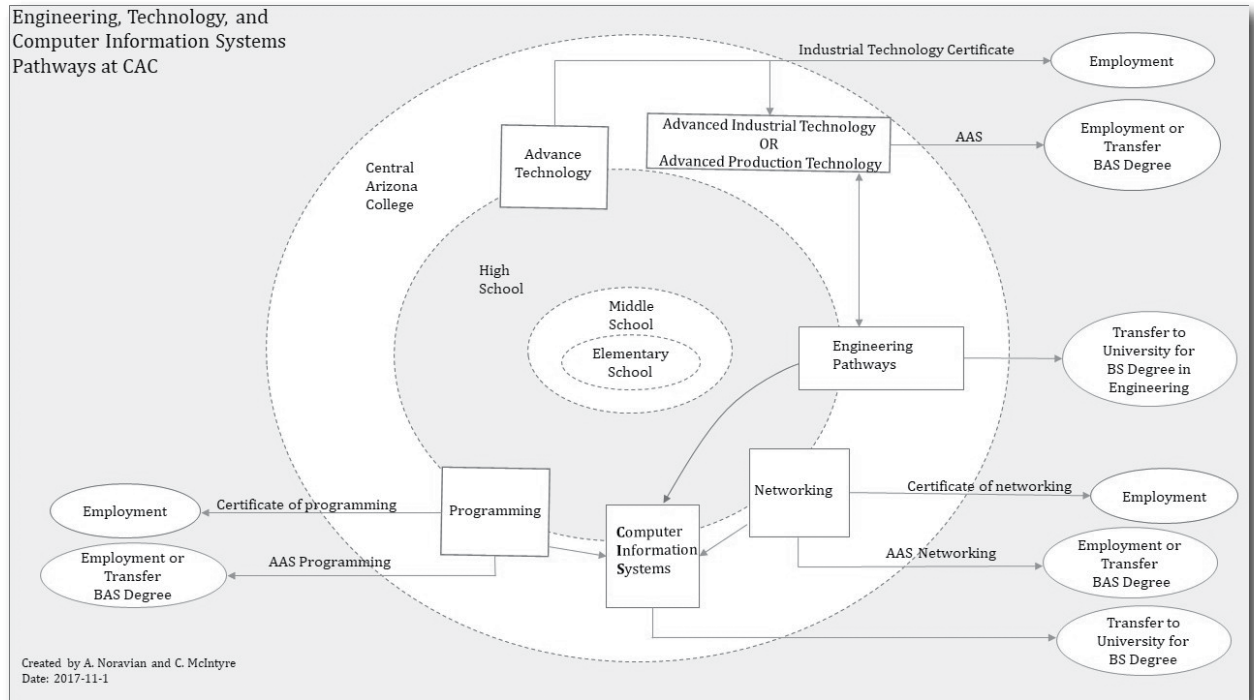 Engineering, Technology, and
Computer Information Systems
Pathways at CAC
Industrial Technology Certificate
Employment
Advance
Technology
Advanced Industrial Technology
OR
Advanced Production Technology
AAS
Employment or
Transfer
BAS Degree
Central
Arizona
College
High
School
Middle
School
Elementary
School
Engineering
Pathways
Transfer to
University for
BS Degree in
Engineering
Employment
Certificate of programming
Programming
Computer
Information
Systems
Networking
Certificate of networking
Employment
Employment or
Transfer
BAS Degree
AAS Programming
AAS Networking
Employment or
Transfer
BAS Degree
Transfer to
University for
BS Degree
Created by A. Noravian and C. McIntyre
Date: 2017-11-1